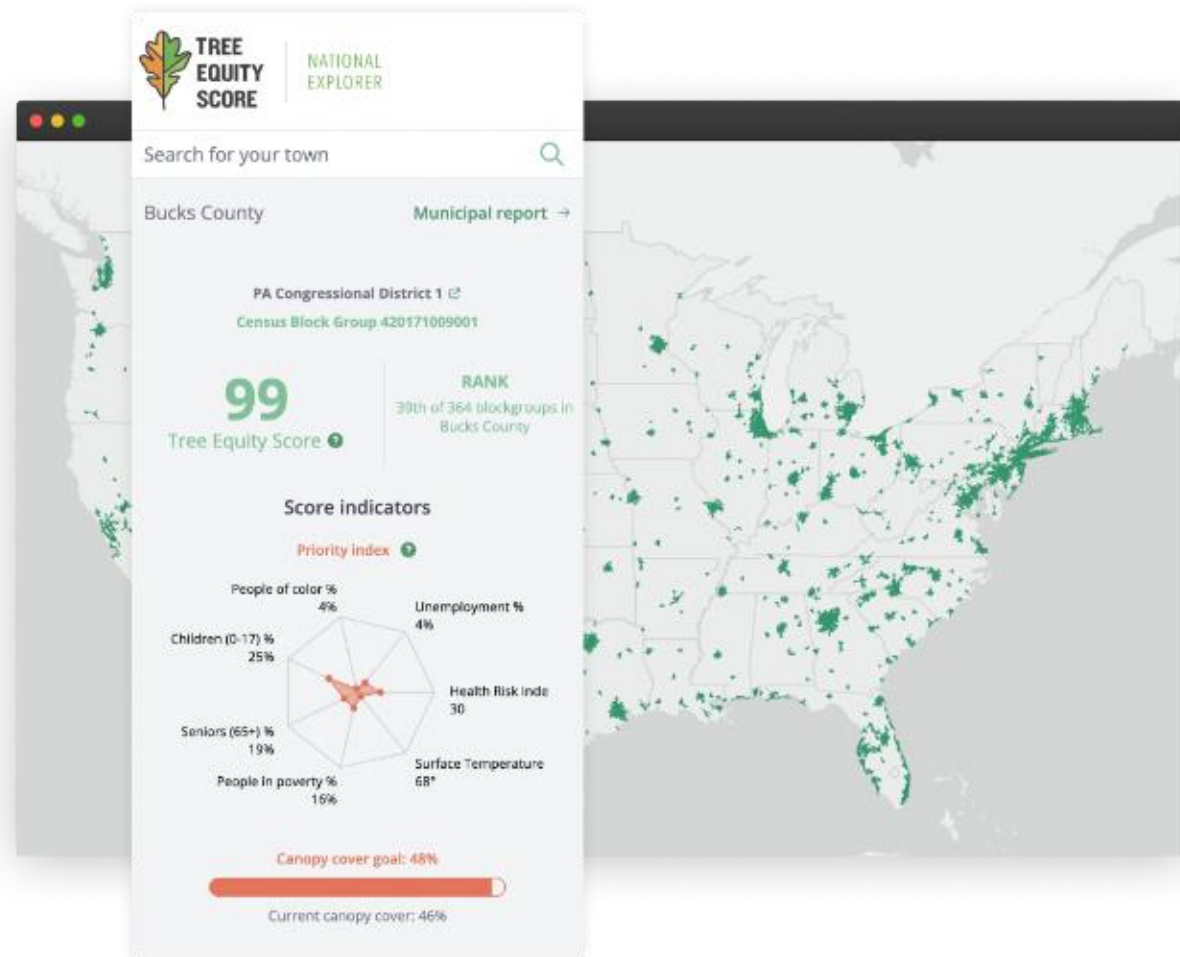 TREE
EQUITY
SCORE
NATIONAL
EXPLORER
Search for your town
Bucks County
Municipal report →
PA Congressional District 1
Census Block Group 420171009001
99
Tree Equity Score ?
RANK
39th of 364 blockgroups in
Bucks County
Score indicators
Priority index ?
People of color %
4%
Unemployment %
4%
Children (0-17) %
25%
Health Risk Inde
30
Seniors (65+) %
19%
Surface Temperature
68°
People in poverty %
16%
Canopy cover goal: 48%
Current canopy cover: 46%